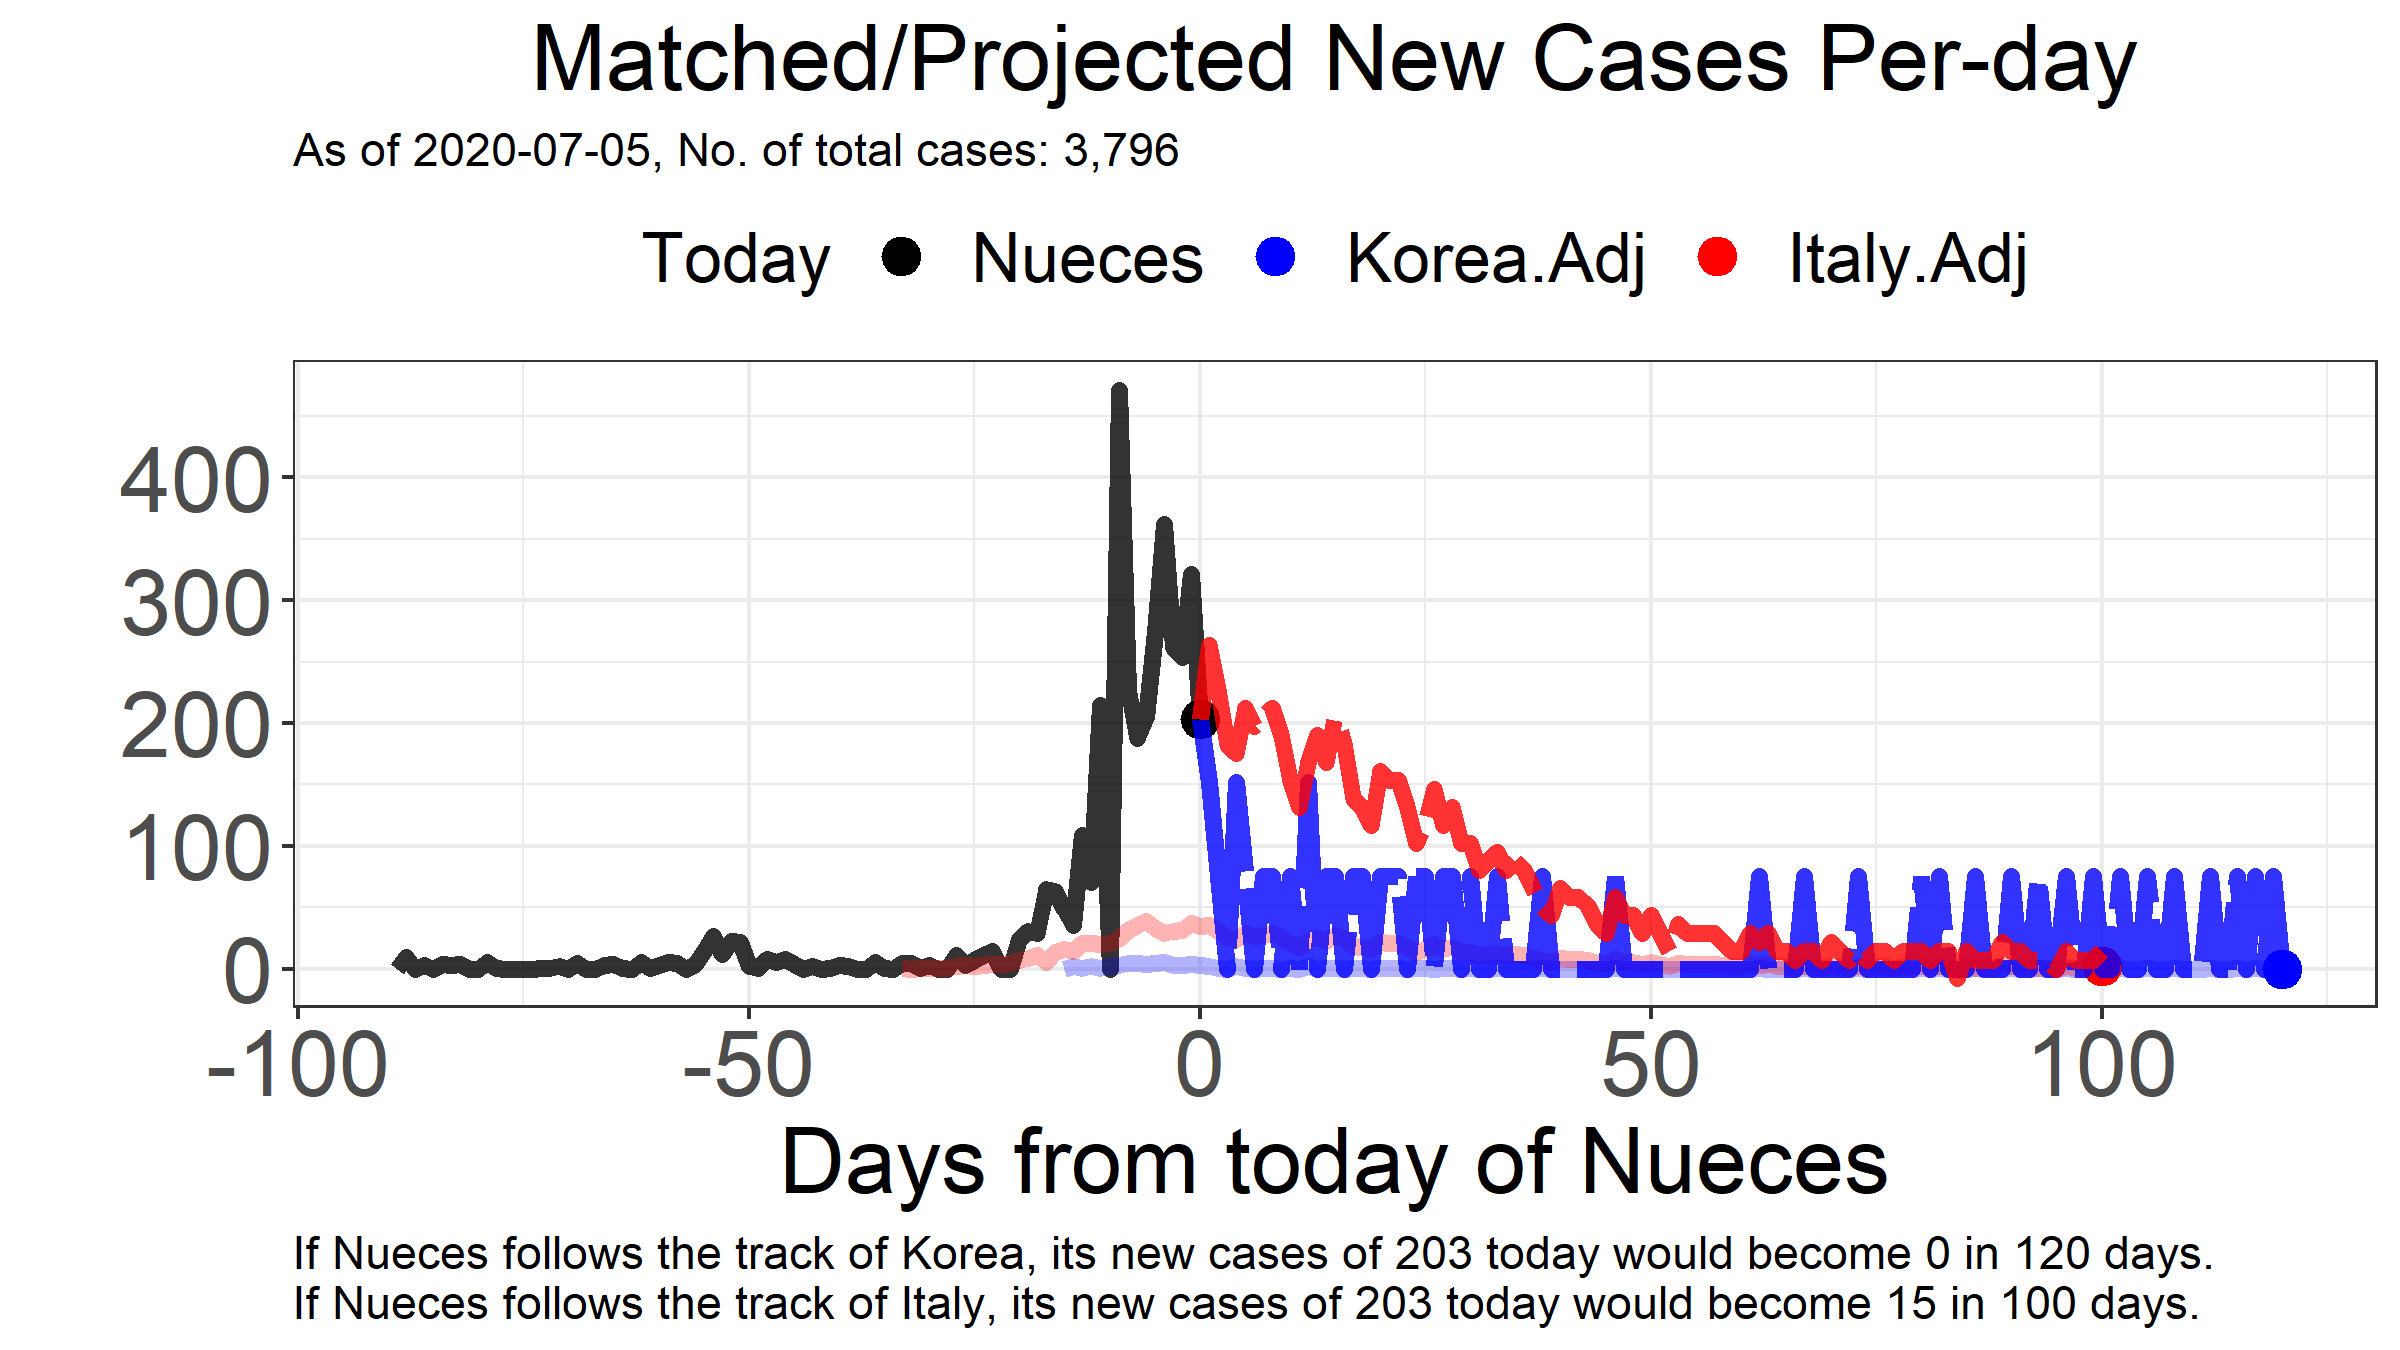 Matched/Projected New Cases Per-day
As of 2020-07-05, No. of total cases: 3,796
Today Nueces Korea.Adj Italy.Adj
400
300
200
100
0
-100 -50 0 50 100
Days from today of Nueces
If Nueces follows the track of Korea, its new cases of 203 today would become 0 in 120 days.
If Nueces follows the track of Italy, its new cases of 203 today would become 15 in 100 days.